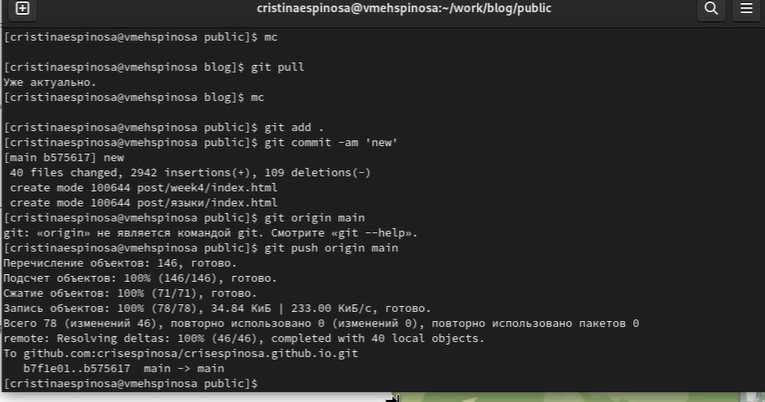 cristinaespinosa@vmehspinosa:~/work/blog/public
[cristinaespinosa@vmehspinosa public]$ mc
[cristinaespinosa@vmehspinosa blog]$ git pull
Уже актуально.
[cristinaespinosa@vmehspinosa blog]$ mc
[cristinaespinosa@vmehspinosa public]$ git add .
[cristinaespinosa@vmehspinosa public]$ git commit -am 'new'
[main b575617] new
 40 files changed, 2942 insertions(+), 109 deletions(-)
 create mode 100644 post/week4/index.html
 create mode 100644 post/языки/index.html
[cristinaespinosa@vmehspinosa public]$ git origin main
git: «origin» не является командой git. Смотрите «git --help».
[cristinaespinosa@vmehspinosa public]$ git push origin main
Перечисление объектов: 146, готово.
Подсчет объектов: 100% (146/146), готово.
Сжатие объектов: 100% (71/71), готово.
Запись объектов: 100% (78/78), 34.84 КиБ | 233.00 КиБ/с, готово.
Всего 78 (изменений 46), повторно использовано 0 (изменений 0), повторно использовано пакетов 0
remote: Resolving deltas: 100% (46/46), completed with 40 local objects.
To github.com:crisespinosa/crisespinosa.github.io.git
   b7f1e01..b575617  main -> main
[cristinaespinosa@vmehspinosa public]$